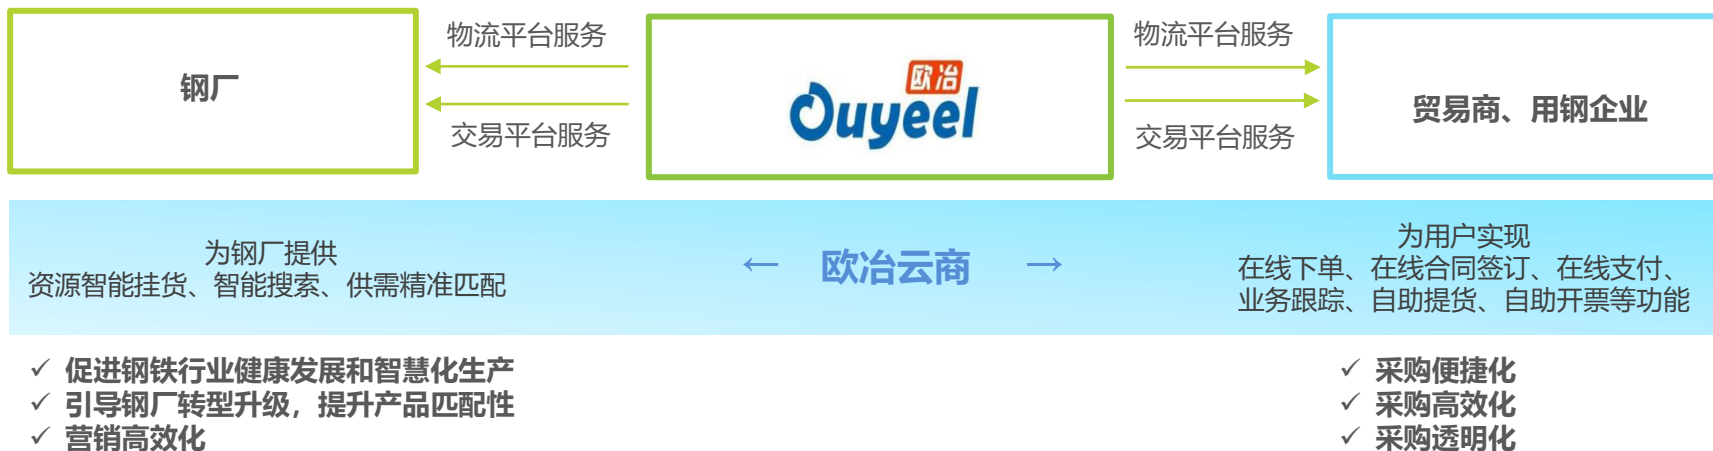 钢厂
物流平台服务
交易平台服务
欧冶
Ouyeel
物流平台服务
交易平台服务
贸易商、用钢企业
为钢厂提供
资源智能挂货、智能搜索、供需精准匹配
← 欧冶云商 →
为用户实现
在线下单、在线合同签订、在线支付、
业务跟踪、自助提货、自助开票等功能
✓ 促进钢铁行业健康发展和智慧化生产
✓ 引导钢厂转型升级，提升产品匹配性
✓ 营销高效化
✓ 采购便捷化
✓ 采购高效化
✓ 采购透明化